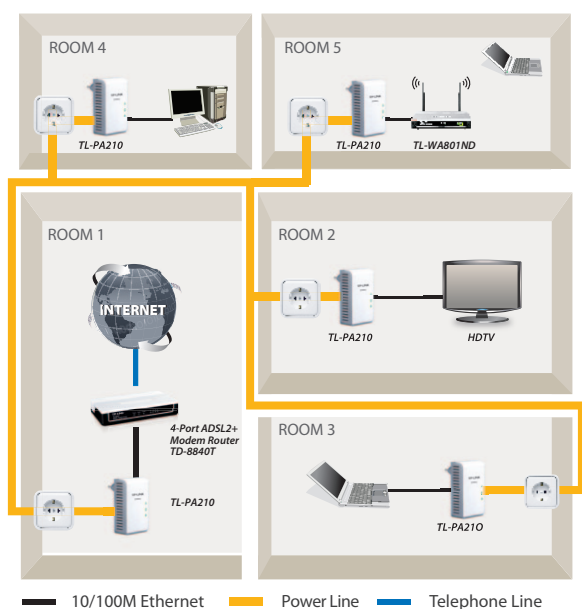 ROOM 4
TL-PA210
ROOM 5
TL-PA210
TL-WA801ND
ROOM 1
INTERNET
4-Port ADSL2+
Modem Router
TD-8840T
TL-PA210
ROOM 2
TL-PA210
HDTV
ROOM 3
TL-PA21O
10/100M Ethernet
Power Line
Telephone Line